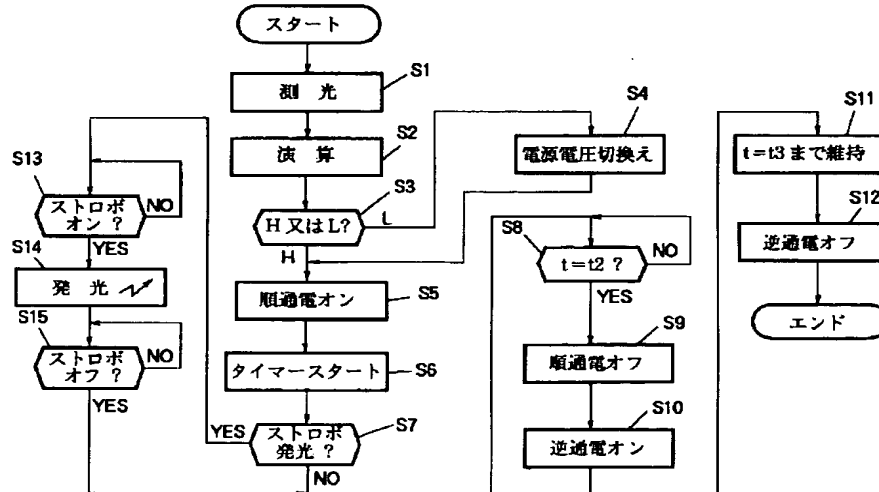 スタート
S1
測 光
S2
演 算
S3
H 又は L?
L
H
S4
電源電圧切換え
S5
順通電オン
S6
タイマースタート
S7
ストロボ
発光 ?
YES
NO
S13
ストロボ
オン ?
NO
YES
S14
発 光
S15
ストロボ
オフ ?
NO
YES
S8
t=t2 ?
NO
YES
S9
順通電オフ
S10
逆通電オン
S11
t=t3 まで維持
S12
逆通電オフ
エンド